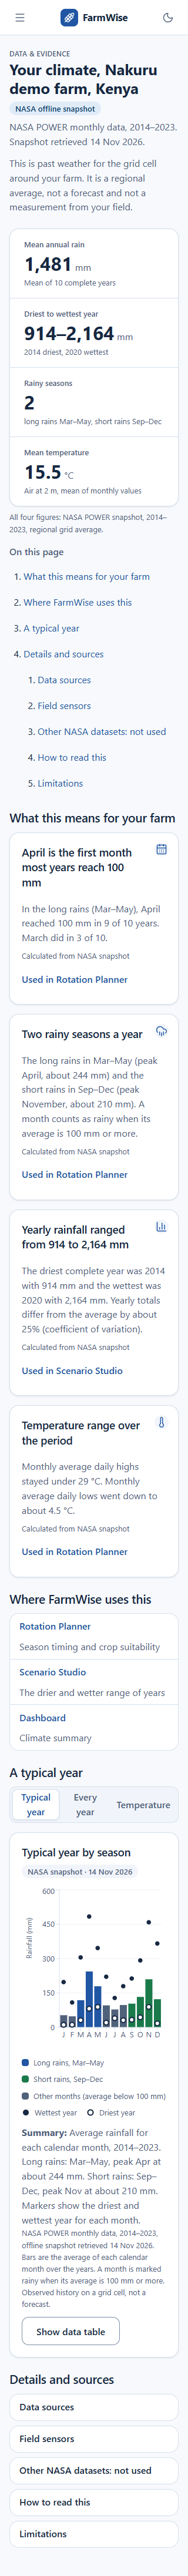 FarmWise
DATA & EVIDENCE
Your climate, Nakuru
demo farm, Kenya
NASA offline snapshot
NASA POWER monthly data, 2014–2023.
Snapshot retrieved 14 Nov 2026.
This is past weather for the grid cell
around your farm. It is a regional
average, not a forecast and not a
measurement from your field.
Mean annual rain
1,481 mm
Mean of 10 complete years
Driest to wettest year
914–2,164 mm
2014 driest, 2020 wettest
Rainy seasons
2
long rains Mar–May, short rains Sep–Dec
Mean temperature
15.5 °C
Air at 2 m, mean of monthly values
All four figures: NASA POWER snapshot, 2014–
2023, regional grid average.
On this page
1. What this means for your farm
2. Where FarmWise uses this
3. A typical year
4. Details and sources
1. Data sources
2. Field sensors
3. Other NASA datasets: not used
4. How to read this
5. Limitations
What this means for your farm
April is the first month
most years reach 100
mm
In the long rains (Mar–May), April
reached 100 mm in 9 of 10 years.
March did in 3 of 10.
Calculated from NASA snapshot
Used in Rotation Planner
Two rainy seasons a year
The long rains in Mar–May (peak
April, about 244 mm) and the
short rains in Sep–Dec (peak
November, about 210 mm). A
month counts as rainy when its
average is 100 mm or more.
Calculated from NASA snapshot
Used in Rotation Planner
Yearly rainfall ranged
from 914 to 2,164 mm
The driest complete year was 2014
with 914 mm and the wettest was
2020 with 2,164 mm. Yearly totals
differ from the average by about
25% (coefficient of variation).
Calculated from NASA snapshot
Used in Scenario Studio
Temperature range over
the period
Monthly average daily highs
stayed under 29 °C. Monthly
average daily lows went down to
about 4.5 °C.
Calculated from NASA snapshot
Used in Rotation Planner
Where FarmWise uses this
Rotation Planner
Season timing and crop suitability
Scenario Studio
The drier and wetter range of years
Dashboard
Climate summary
A typical year
Typical
year
Every
year
Temperature
Typical year by season
NASA snapshot · 14 Nov 2026
600
450
300
150
0
Rainfall (mm)
J F M A M J J A S O N D
Long rains, Mar–May
Short rains, Sep–Dec
Other months (average below 100 mm)
Wettest year
Driest year
Summary: Average rainfall for
each calendar month, 2014–2023.
Long rains: Mar–May, peak Apr at
about 244 mm. Short rains: Sep–
Dec, peak Nov at about 210 mm.
Markers show the driest and
wettest year for each month.
NASA POWER monthly data, 2014–2023,
offline snapshot retrieved 14 Nov 2026.
Bars are the average of each calendar
month over the years. A month is marked
rainy when its average is 100 mm or more.
Observed history on a grid cell, not a
forecast.
Show data table
Details and sources
Data sources
Field sensors
Other NASA datasets: not used
How to read this
Limitations